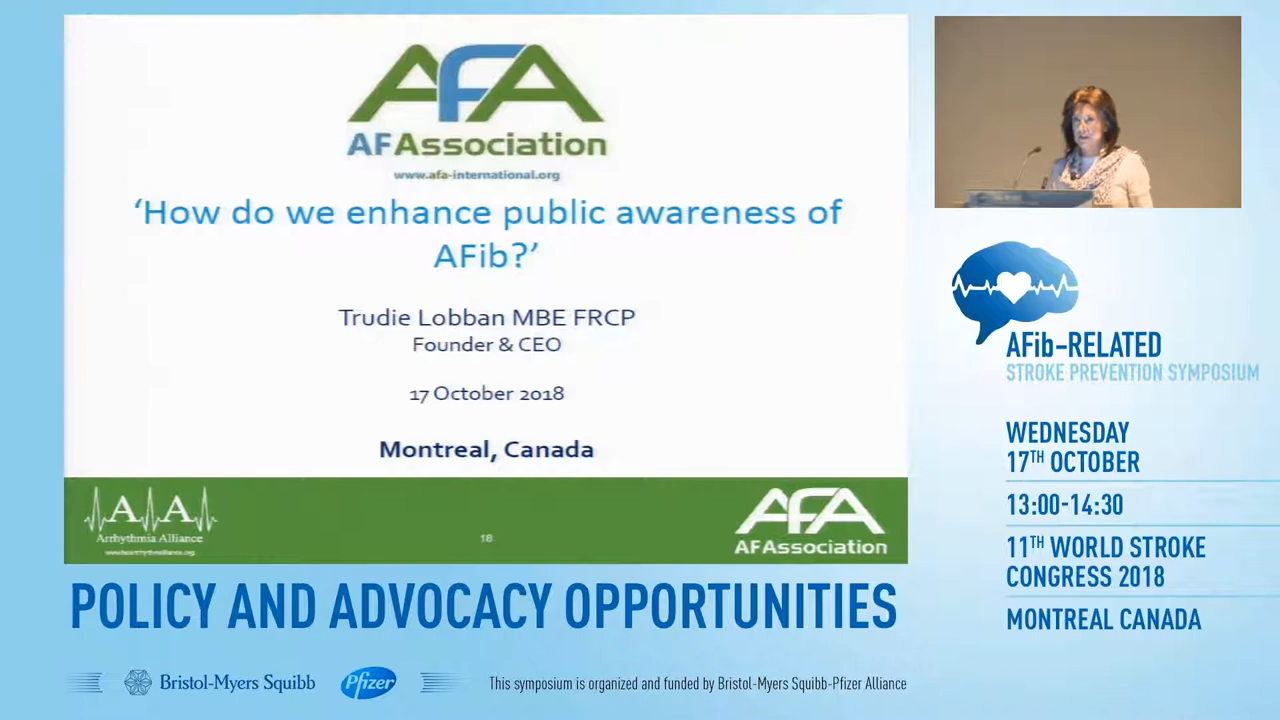 AFA
AFAssociation
www.afa-international.org
‘How do we enhance public awareness of
AFib?’
Trudie Lobban MBE FRCP
Founder & CEO
17 October 2018
Montreal, Canada
A A
Arrhythmia Alliance
18
AFA
AFAssociation
POLICY AND ADVOCACY OPPORTUNITIES
Bristol-Myers Squibb
Pfizer
This symposium is organized and funded by Bristol-Myers Squibb-Pfizer Alliance
AFib-RELATED
STROKE PREVENTION SYMPOSIUM
WEDNESDAY
17TH OCTOBER
13:00-14:30
11TH WORLD STROKE
CONGRESS 2018
MONTREAL CANADA